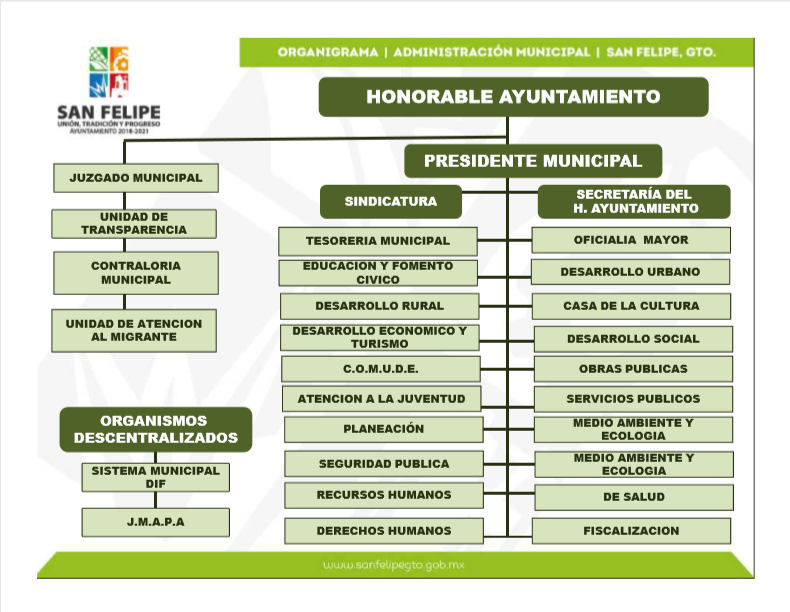 ORGANIGRAMA | ADMINISTRACIÓN MUNICIPAL | SAN FELIPE, GTO.
SAN FELIPE
UNIÓN, TRADICIÓN Y PROGRESO
AYUNTAMIENTO 2018-2021
HONORABLE AYUNTAMIENTO
PRESIDENTE MUNICIPAL
JUZGADO MUNICIPAL
UNIDAD DE
TRANSPARENCIA
CONTRALORIA
MUNICIPAL
UNIDAD DE ATENCION
AL MIGRANTE
ORGANISMOS
DESCENTRALIZADOS
SISTEMA MUNICIPAL
DIF
J.M.A.P.A
SINDICATURA
TESORERIA MUNICIPAL
EDUCACION Y FOMENTO
CIVICO
DESARROLLO RURAL
DESARROLLO ECONOMICO Y
TURISMO
C.O.M.U.D.E.
ATENCION A LA JUVENTUD
PLANEACIÓN
SEGURIDAD PUBLICA
RECURSOS HUMANOS
DERECHOS HUMANOS
SECRETARÍA DEL
H. AYUNTAMIENTO
OFICIALIA MAYOR
DESARROLLO URBANO
CASA DE LA CULTURA
DESARROLLO SOCIAL
OBRAS PUBLICAS
SERVICIOS PUBLICOS
MEDIO AMBIENTE Y
ECOLOGIA
MEDIO AMBIENTE Y
ECOLOGIA
DE SALUD
FISCALIZACION
www.sanfelipegto.gob.mx